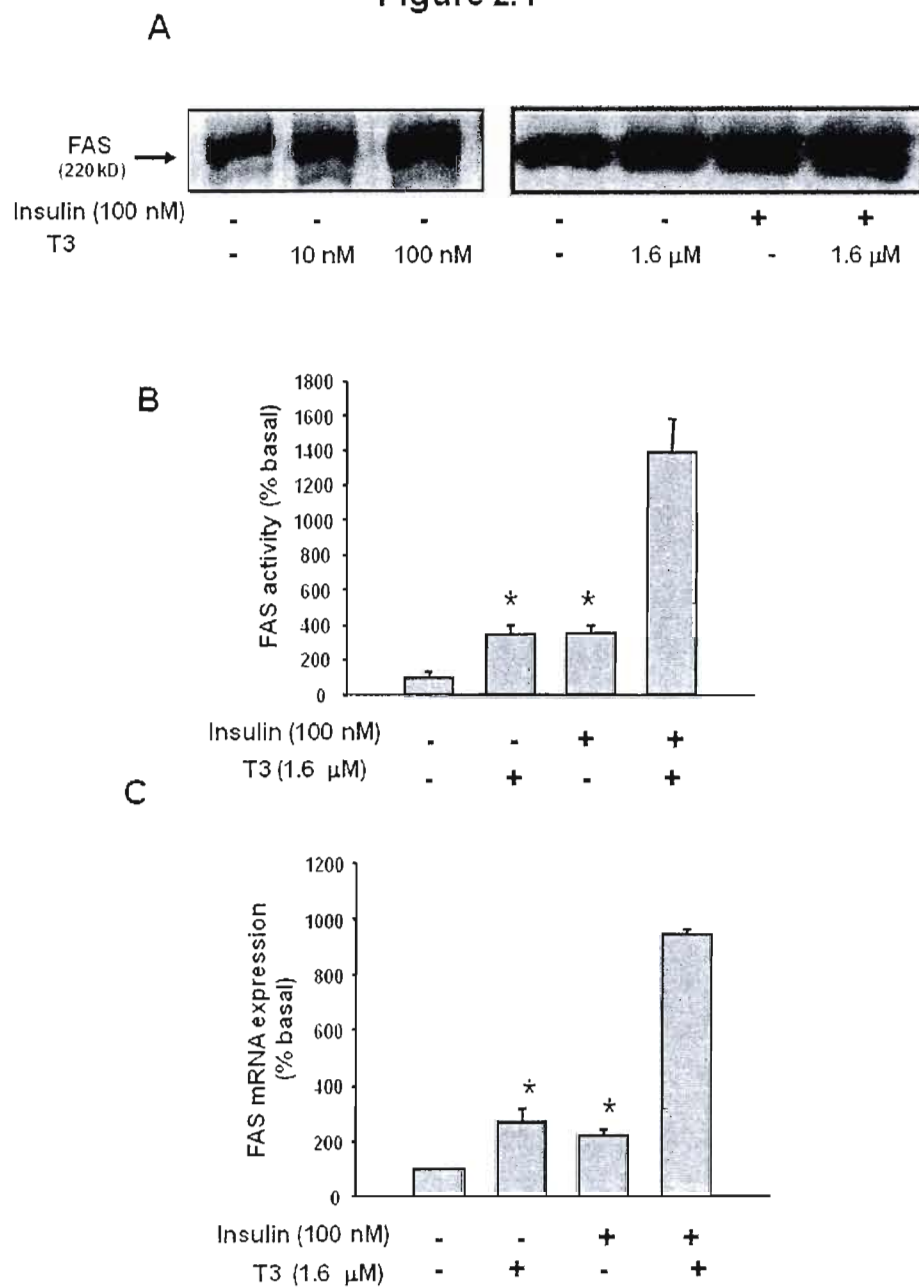 A
FAS
(220 kD)
Insulin (100 nM) - - - - - + +
T3 - 10 nM 100 nM - 1.6 µM - 1.6 µM
B
FAS activity (% basal)
1800
1600
1400
1200
1000
800
600
400
200
0
* *
Insulin (100 nM) - - + +
T3 (1.6 µM) - + - +
C
FAS mRNA expression
(% basal)
1200
1000
800
600
400
200
0
* *
Insulin (100 nM) - - + +
T3 (1.6 µM) - + - +